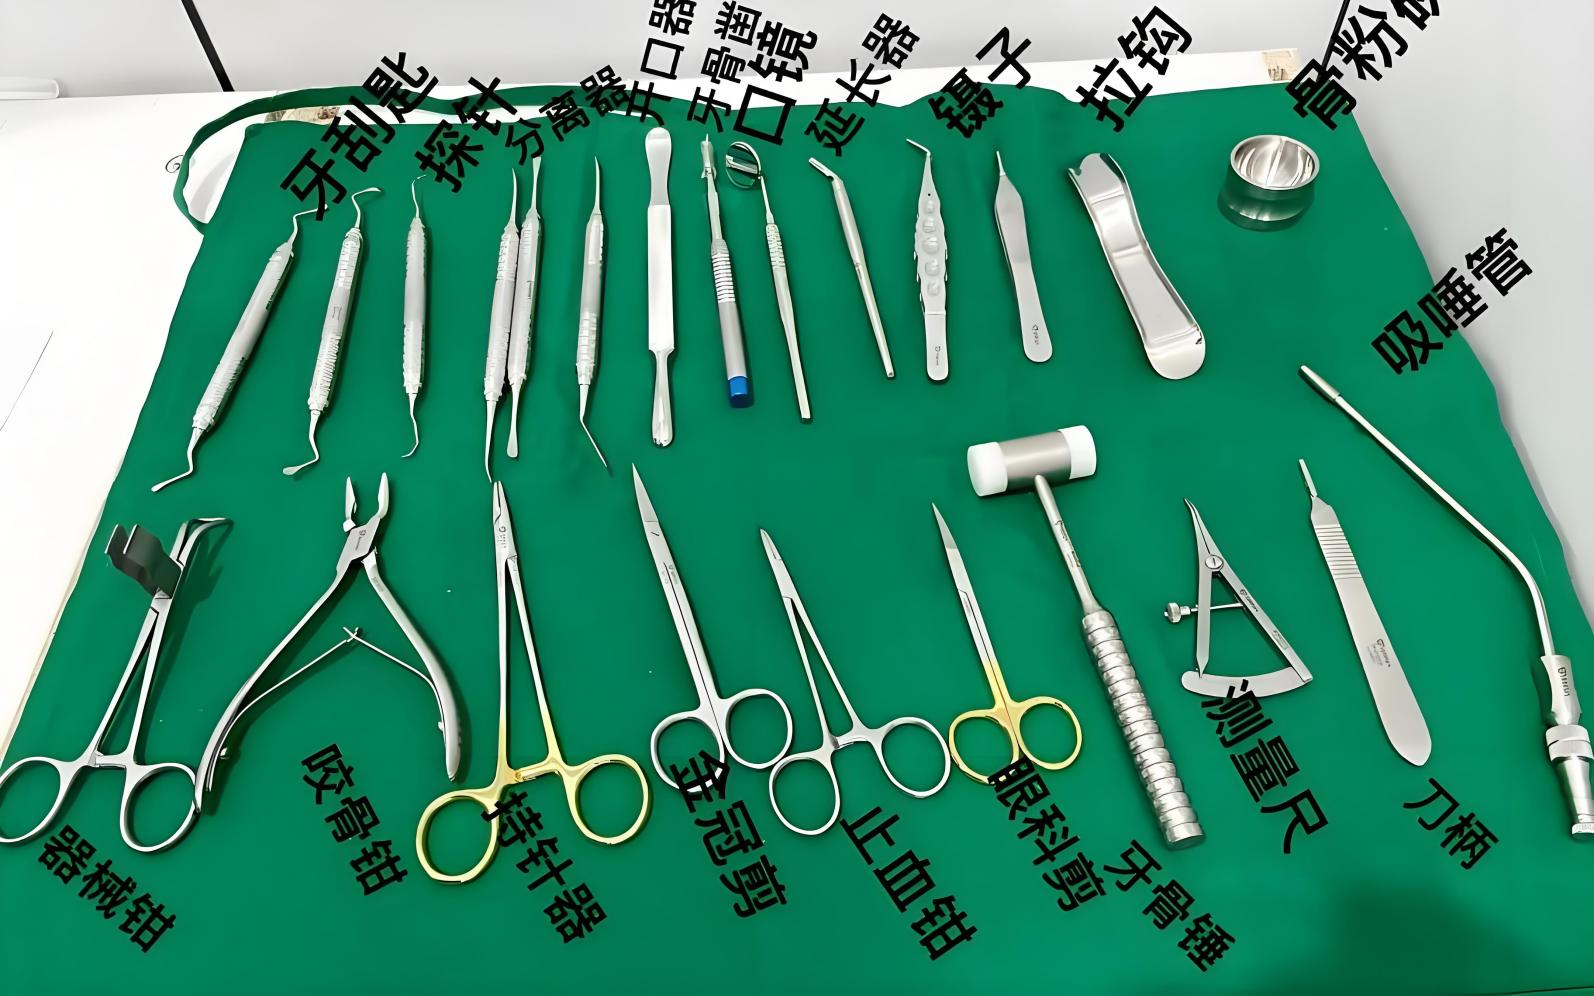 牙刮匙
探针
分离器
开口器
牙骨凿
口镜
延长器
镊子
拉钩
骨粉
吸唾管
器械钳
咬骨钳
持针器
金冠剪
止血钳
眼科剪
牙骨锤
测量尺
刀柄